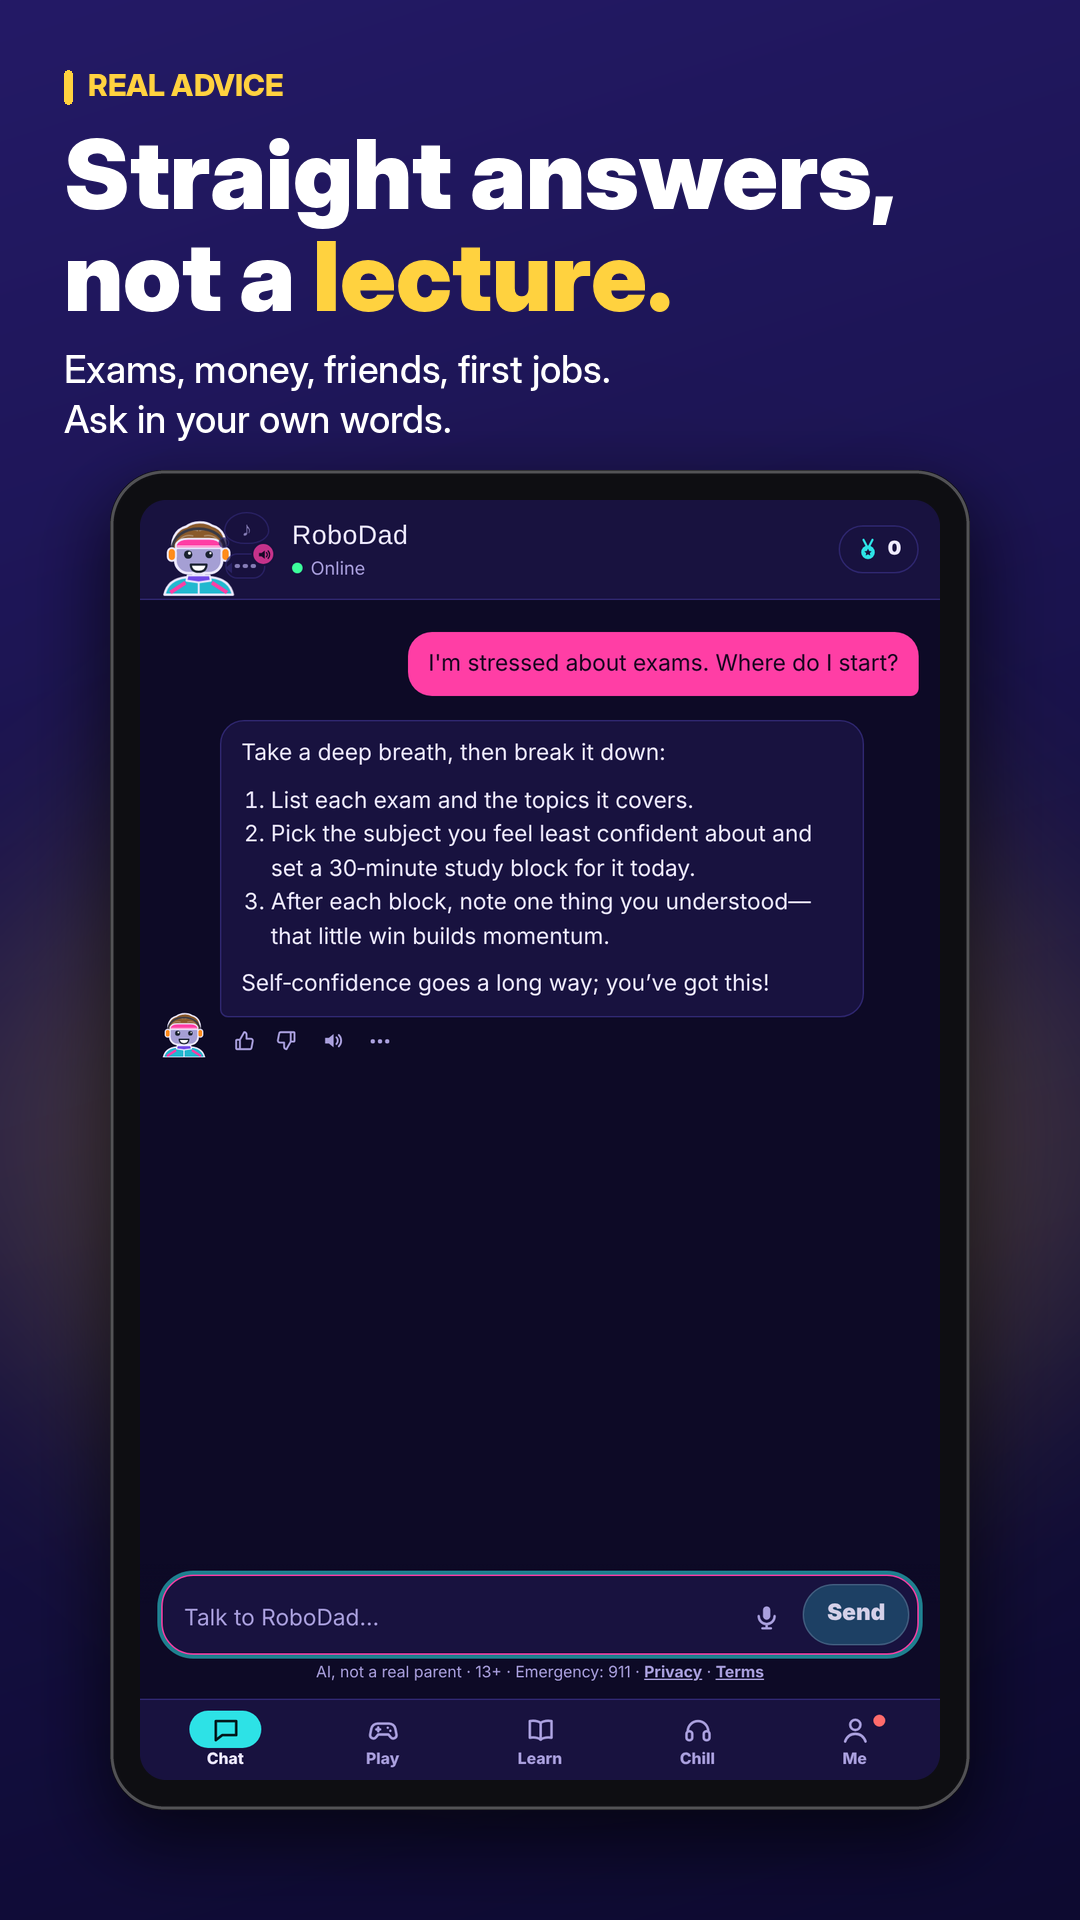 REAL ADVICE
Straight answers,
not a lecture.
Exams, money, friends, first jobs.
Ask in your own words.
RoboDad
Online
0
I'm stressed about exams. Where do I start?
Take a deep breath, then break it down:
1. List each exam and the topics it covers.
2. Pick the subject you feel least confident about and
set a 30-minute study block for it today.
3. After each block, note one thing you understood—
that little win builds momentum.
Self-confidence goes a long way; you’ve got this!
Talk to RoboDad...
Send
AI, not a real parent · 13+ · Emergency: 911 · Privacy · Terms
Chat
Play
Learn
Chill
Me